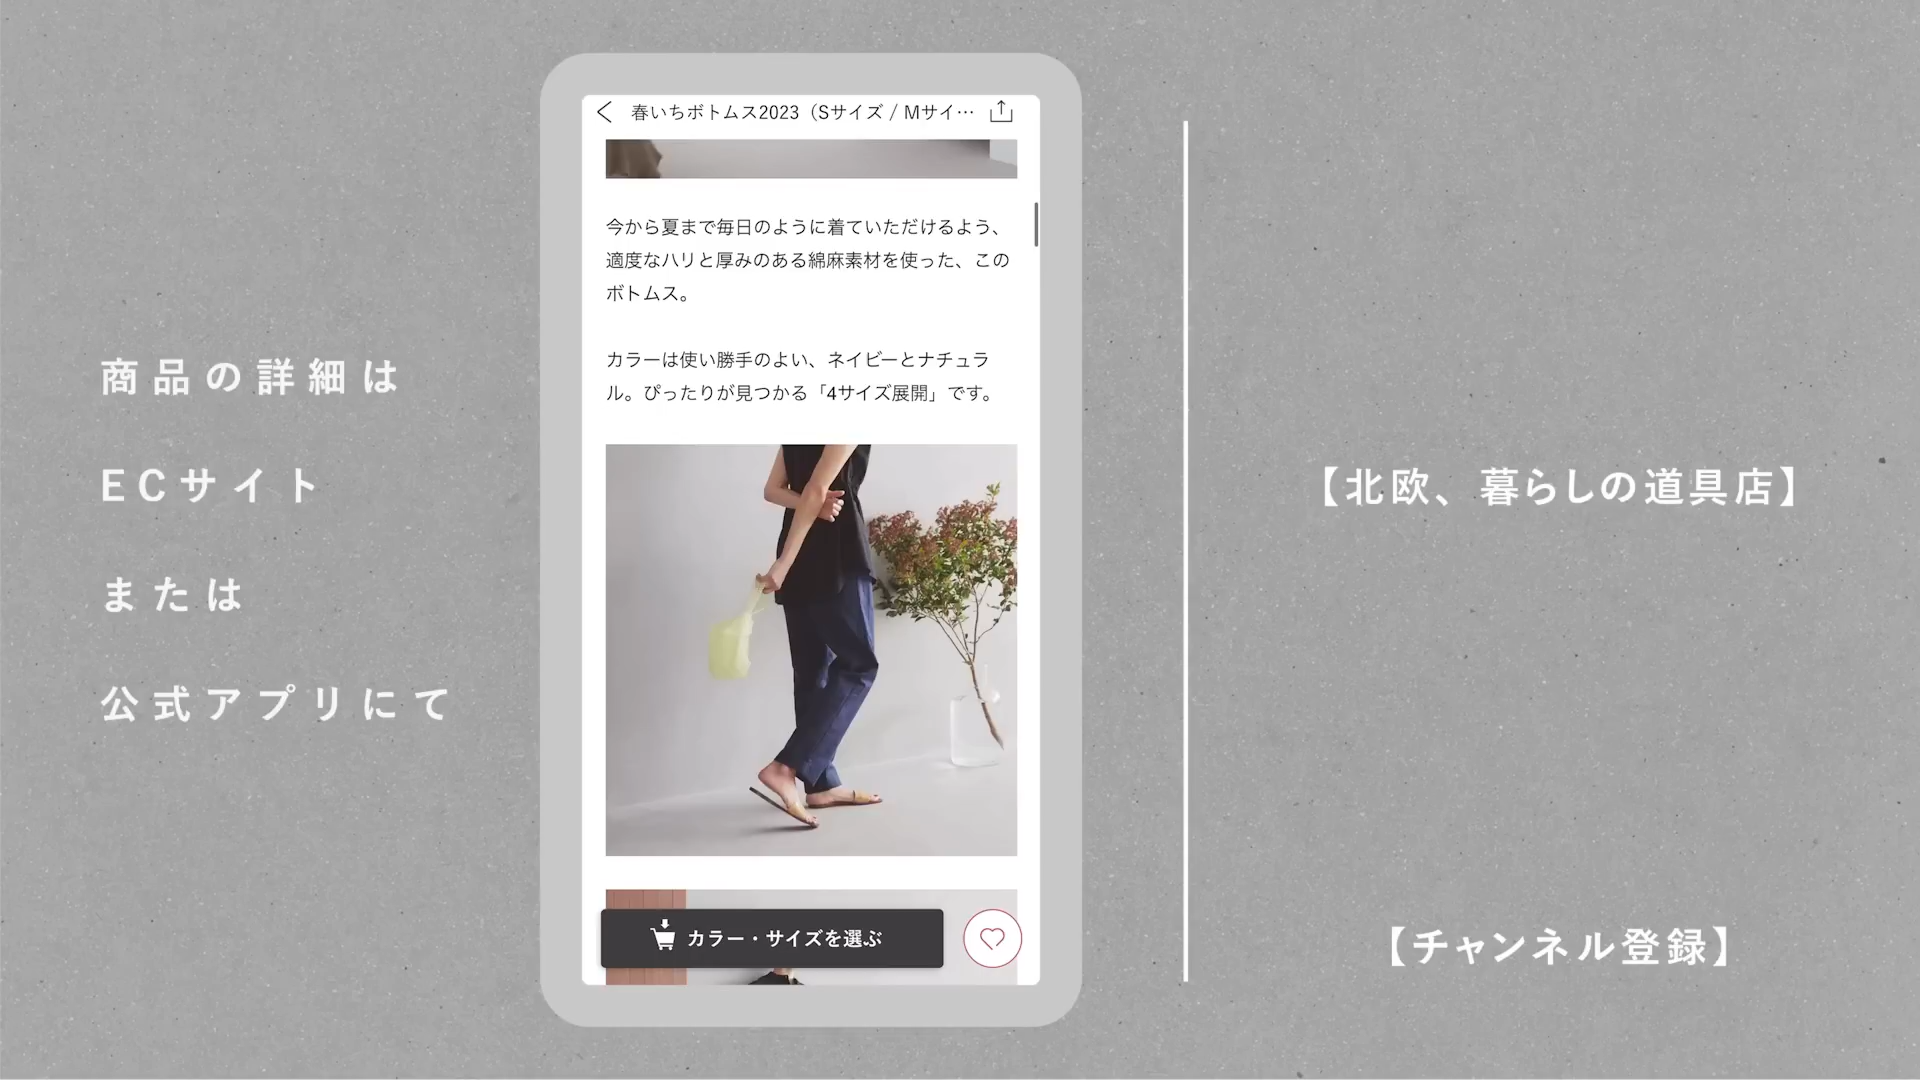 商品の詳細は
ECサイト
または
公式アプリにて
春いちボトムス2023（Sサイズ / Mサイ…
今から夏まで毎日のように着ていただけるよう、
適度なハリと厚みのある綿麻素材を使った、この
ボトムス。
カラーは使い勝手のよい、ネイビーとナチュラ
ル。ぴったりが見つかる「4サイズ展開」です。
カラー・サイズを選ぶ
【北欧、暮らしの道具店】
【チャンネル登録】